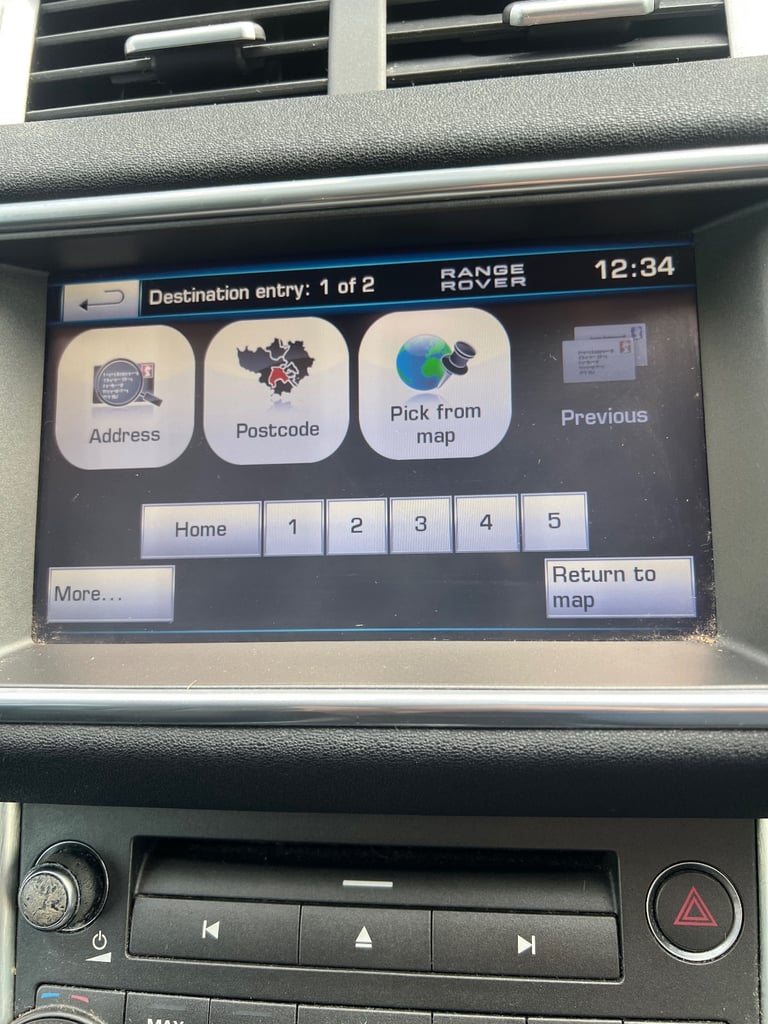 Destination entry: 1 of 2
RANGE
ROVER
12:34
Address
Postcode
Pick from
map
Previous
Home
1
2
3
4
5
More...
Return to
map
MAX